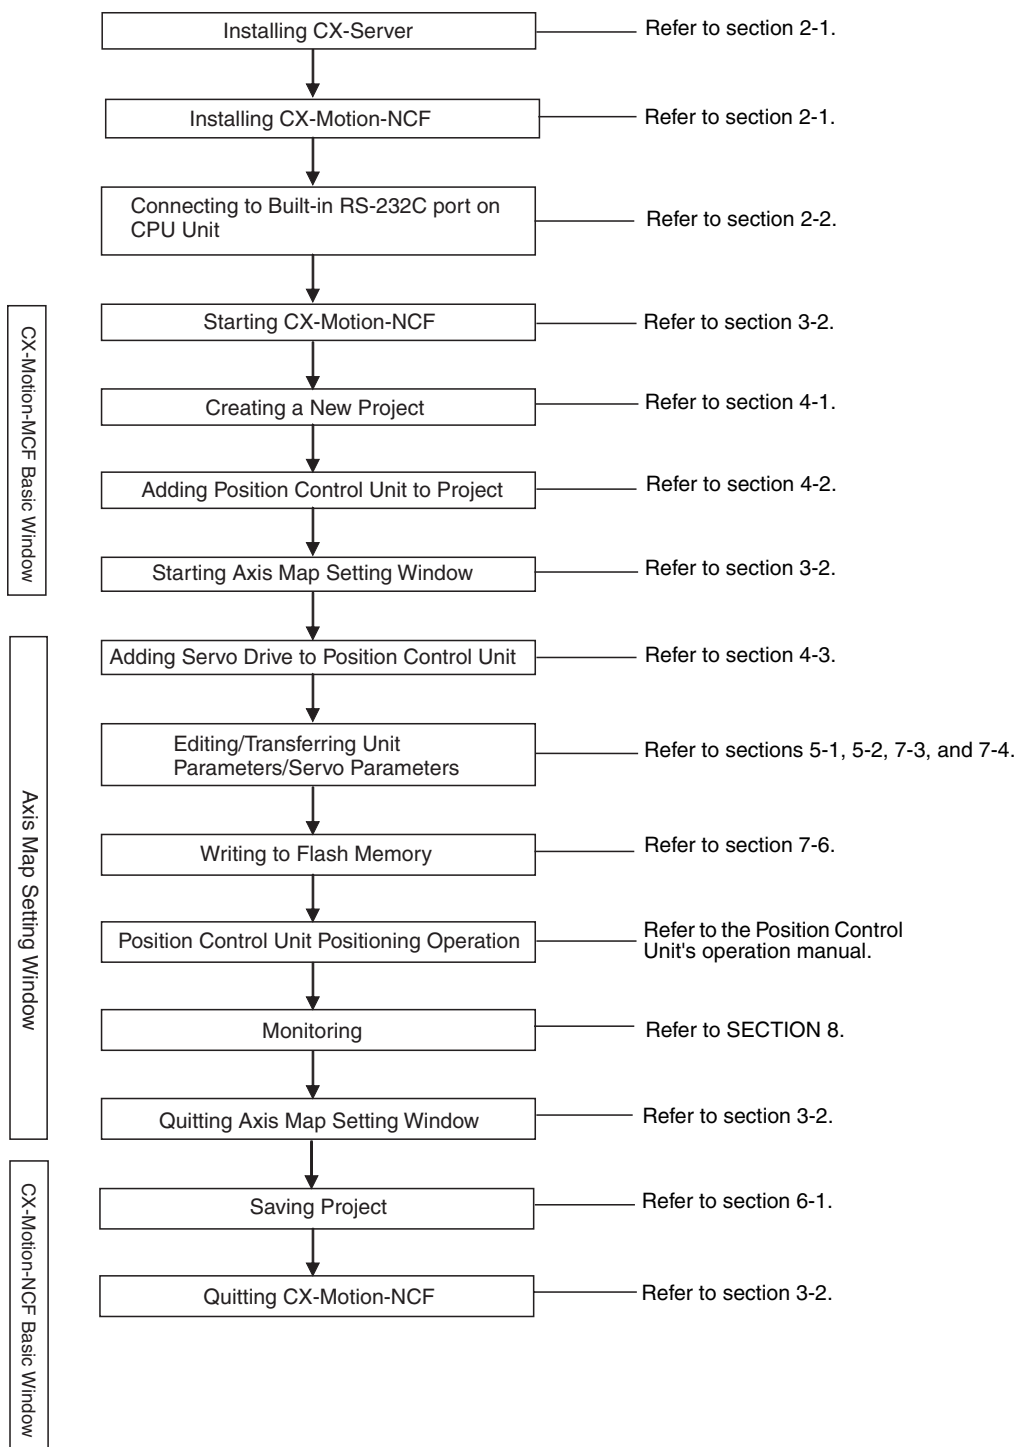 Installing CX-Server
Refer to section 2-1.
Installing CX-Motion-NCF
Refer to section 2-1.
Connecting to Built-in RS-232C port on
CPU Unit
Refer to section 2-2.
CX-Motion-MCF Basic Window
Starting CX-Motion-NCF
Refer to section 3-2.
Creating a New Project
Refer to section 4-1.
Adding Position Control Unit to Project
Refer to section 4-2.
Starting Axis Map Setting Window
Refer to section 3-2.
Axis Map Setting Window
Adding Servo Drive to Position Control Unit
Refer to section 4-3.
Editing/Transferring Unit
Parameters/Servo Parameters
Refer to sections 5-1, 5-2, 7-3, and 7-4.
Writing to Flash Memory
Refer to section 7-6.
Position Control Unit Positioning Operation
Refer to the Position Control
Unit's operation manual.
Monitoring
Refer to SECTION 8.
Quitting Axis Map Setting Window
Refer to section 3-2.
CX-Motion-NCF Basic Window
Saving Project
Refer to section 6-1.
Quitting CX-Motion-NCF
Refer to section 3-2.